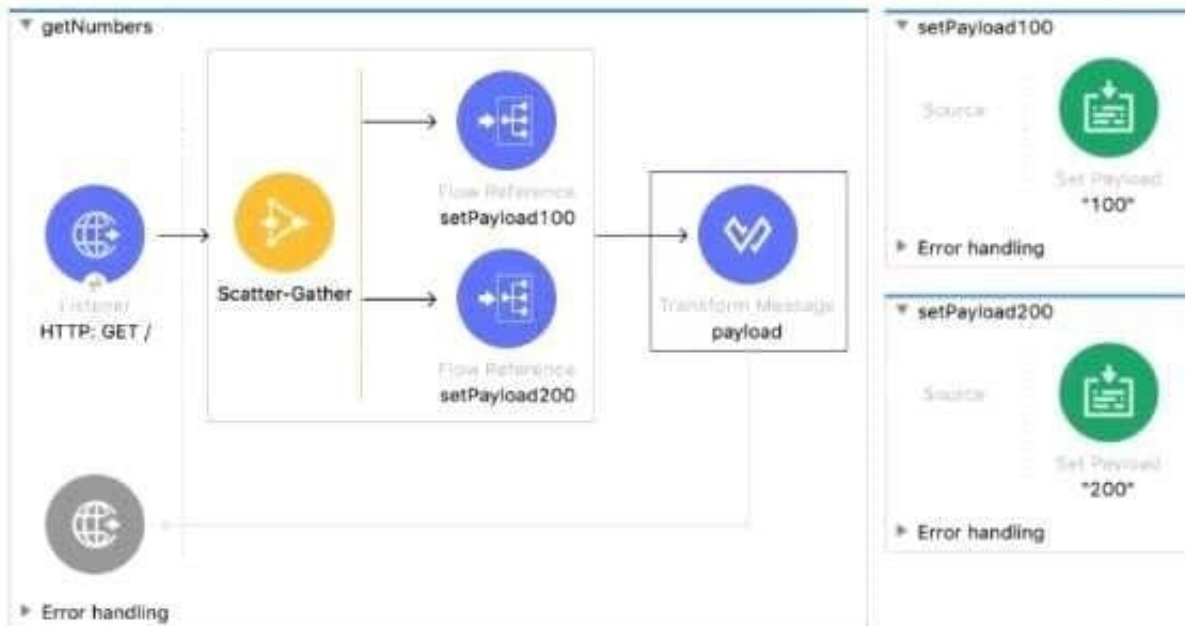 getNumbers
Listener
HTTP: GET /
Scatter-Gather
Flow Reference
setPayload100
Flow Reference
setPayload200
Transform Message
payload
Error handling
setPayload100
Source
Set Payload
"100"
Error handling
setPayload200
Source
Set Payload
"200"
Error handling